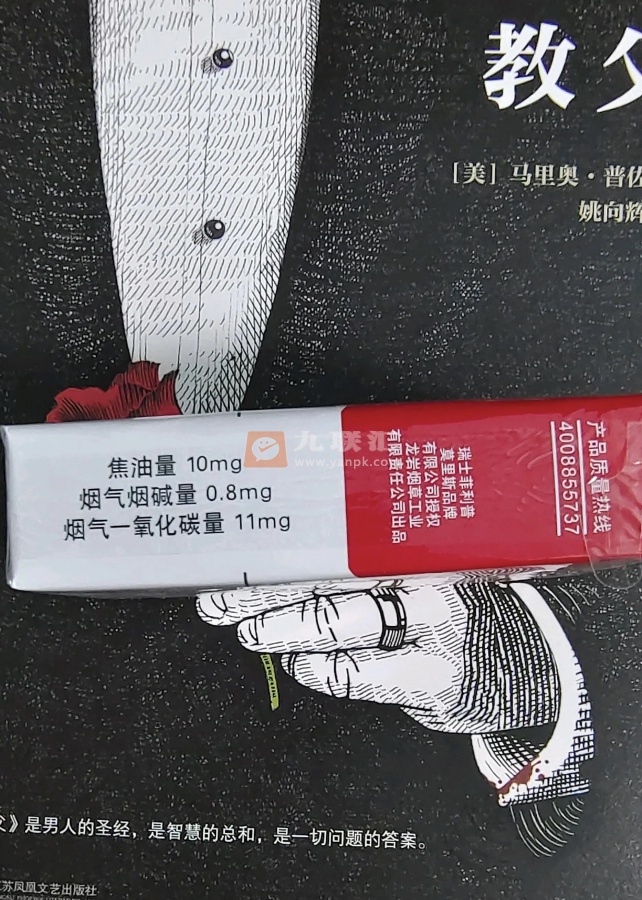 教父
[美]马里奥·普
姚向辉
焦油量 10mg
烟气烟碱量 0.8mg
烟气一氧化碳量 11mg
九联汇
www.yanpk.com
瑞士菲利普
莫里斯品牌
有限公司授权
龙岩烟草工业
有限责任公司出品
产品质量热线
4008855737
父》是男人的圣经，是智慧的总和，是一切问题的答案。
苏凤凰文艺出版社